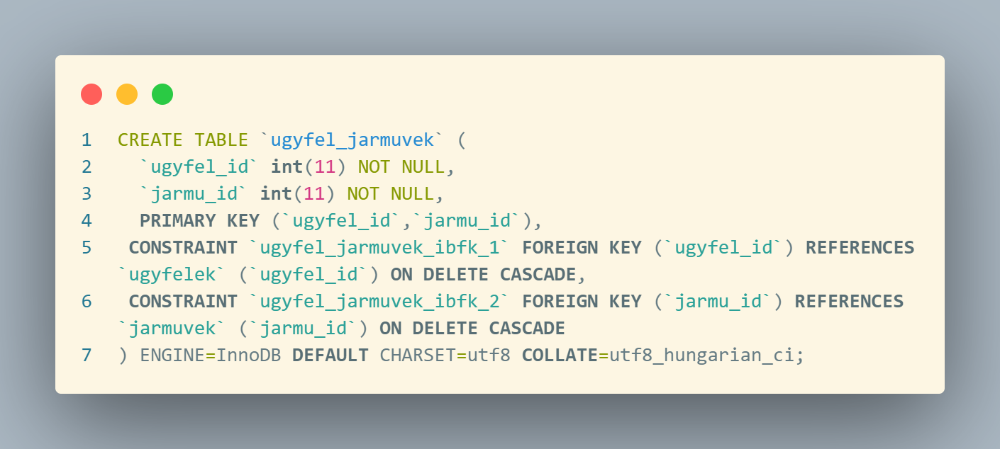 1 CREATE TABLE `ugyfel_jarmuvek` (
2 `ugyfel_id` int(11) NOT NULL,
3 `jarmu_id` int(11) NOT NULL,
4 PRIMARY KEY (`ugyfel_id`,`jarmu_id`),
5 CONSTRAINT `ugyfel_jarmuvek_ibfk_1` FOREIGN KEY (`ugyfel_id`) REFERENCES
`ugyfelek` (`ugyfel_id`) ON DELETE CASCADE,
6 CONSTRAINT `ugyfel_jarmuvek_ibfk_2` FOREIGN KEY (`jarmu_id`) REFERENCES
`jarmuvek` (`jarmu_id`) ON DELETE CASCADE
7 ) ENGINE=InnoDB DEFAULT CHARSET=utf8 COLLATE=utf8_hungarian_ci;